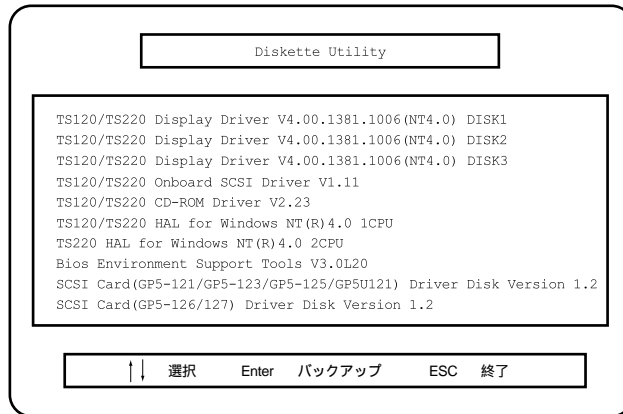 Diskette Utility
TS120/TS220 Display Driver V4.00.1381.1006(NT4.0) DISK1
TS120/TS220 Display Driver V4.00.1381.1006(NT4.0) DISK2
TS120/TS220 Display Driver V4.00.1381.1006(NT4.0) DISK3
TS120/TS220 Onboard SCSI Driver V1.11
TS120/TS220 CD-ROM Driver V2.23
TS120/TS220 HAL for Windows NT(R)4.0 1CPU
TS220 HAL for Windows NT(R)4.0 2CPU
Bios Environment Support Tools V3.0L20
SCSI Card(GP5-121/GP5-123/GP5-125/GP5U121) Driver Disk Version 1.2
SCSI Card(GP5-126/127) Driver Disk Version 1.2
↑↓ 選択 Enter バックアップ ESC 終了